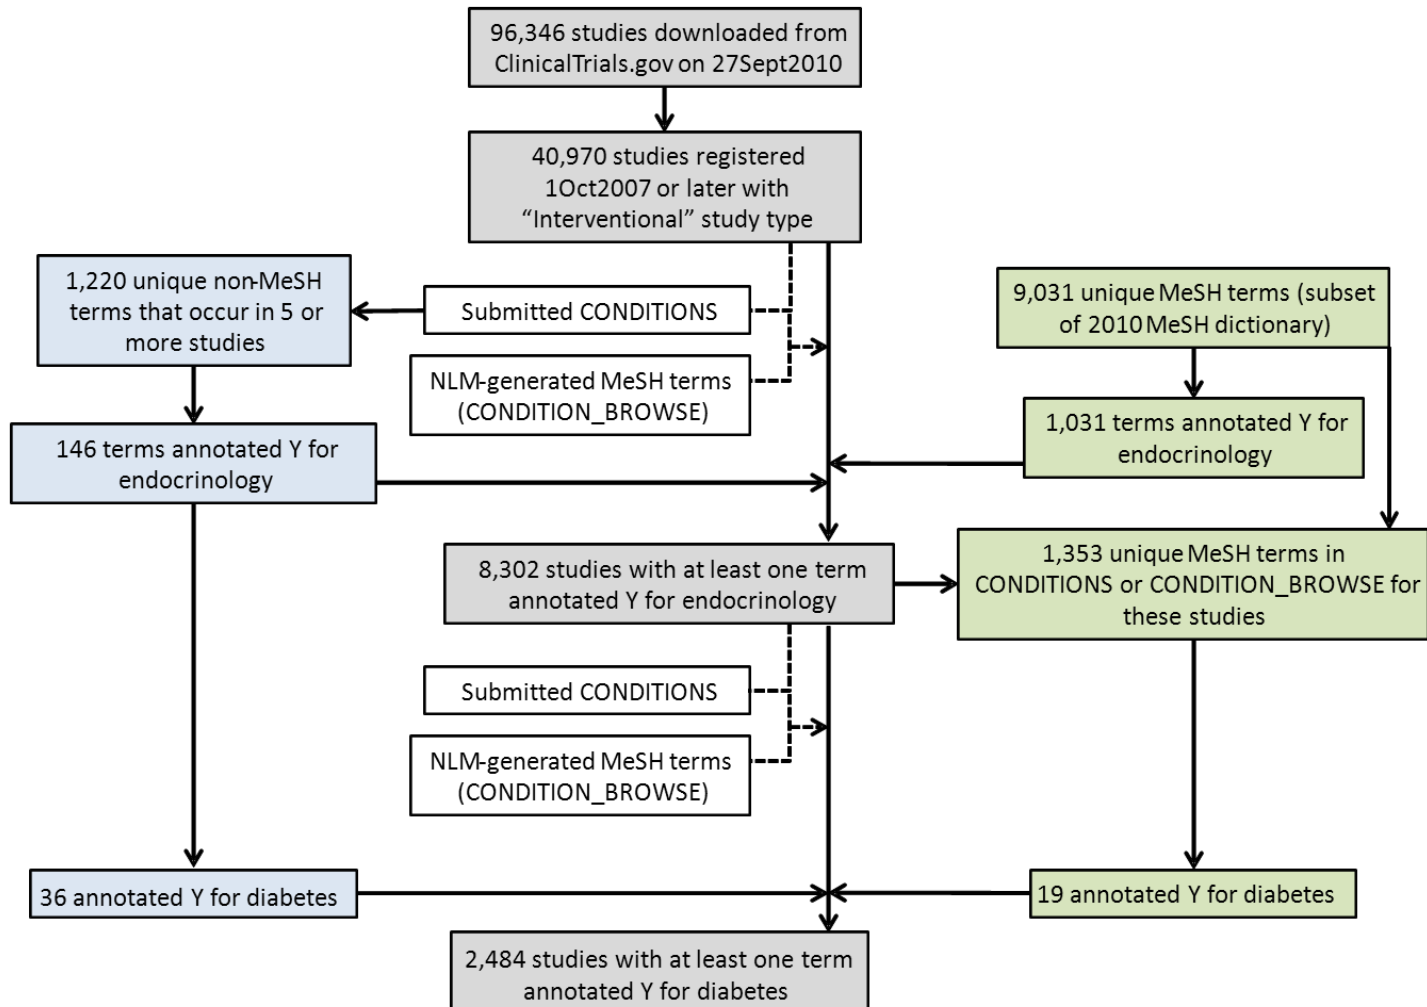 96,346 studies downloaded from
ClinicalTrials.gov on 27Sept2010
40,970 studies registered
1Oct2007 or later with
“Interventional” study type
1,220 unique non-MeSH
terms that occur in 5 or
more studies
Submitted CONDITIONS
9,031 unique MeSH terms (subset
of 2010 MeSH dictionary)
NLM-generated MeSH terms
(CONDITION_BROWSE)
146 terms annotated Y for
endocrinology
1,031 terms annotated Y for
endocrinology
8,302 studies with at least one term
annotated Y for endocrinology
1,353 unique MeSH terms in
CONDITIONS or CONDITION_BROWSE for
these studies
Submitted CONDITIONS
NLM-generated MeSH terms
(CONDITION_BROWSE)
36 annotated Y for diabetes
19 annotated Y for diabetes
2,484 studies with at least one term
annotated Y for diabetes